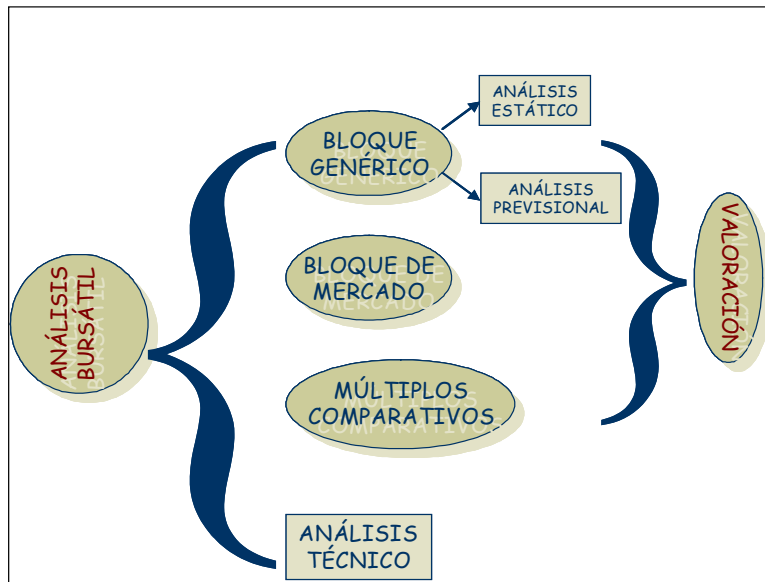 ANÁLISIS
BURSÁTIL
BLOQUE
GENÉRICO
ANÁLISIS
ESTÁTICO
ANÁLISIS
PREVISIONAL
BLOQUE DE
MERCADO
MÚLTIPLOS
COMPARATIVOS
ANÁLISIS
TÉCNICO
VALORACIÓN